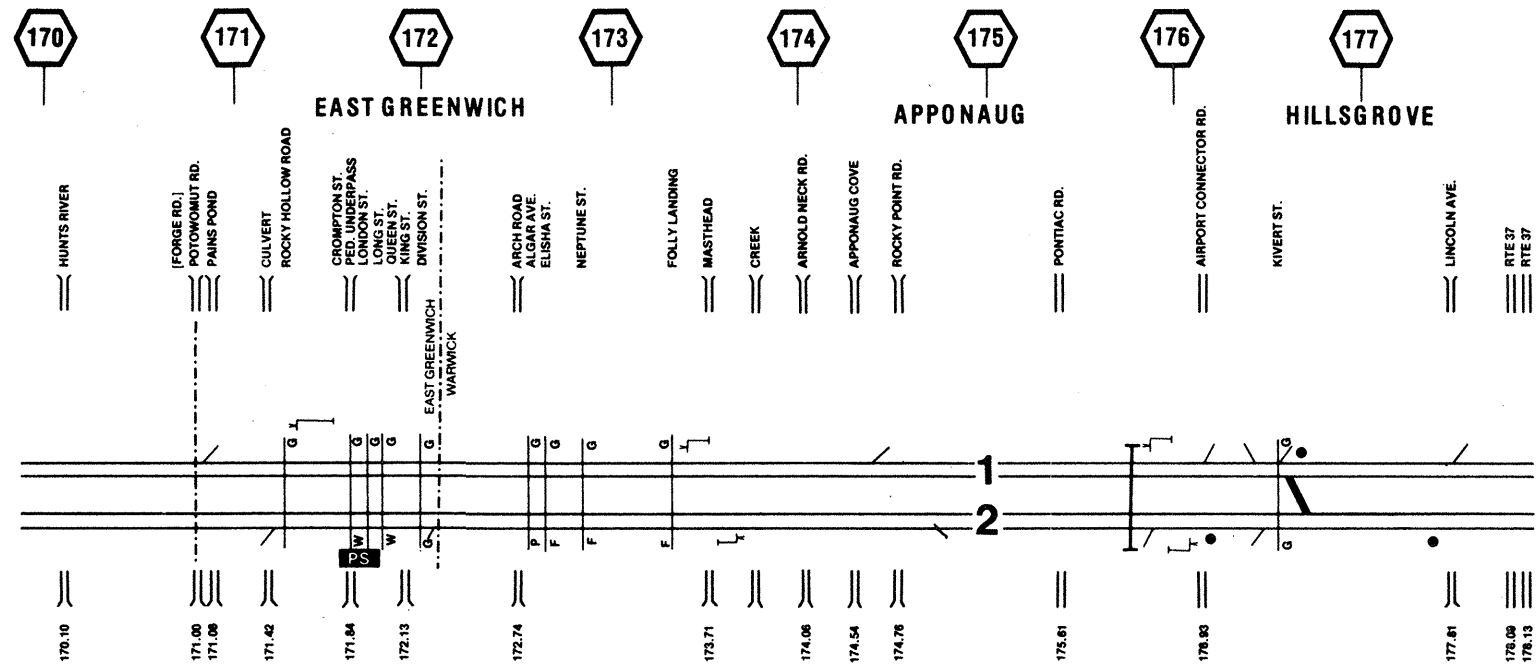 170
171
172
173
174
175
176
177
EAST GREENWICH
APPONAUG
HILLSGROVE
HUNTS RIVER
[FORGE RD.]
POTOWOMUT RD.
PAINS POND
CULVERT
ROCKY HOLLOW ROAD
CROMPTON ST.
PED. UNDERPASS
LONDON ST.
LONG ST.
QUEEN ST.
KING ST.
DIVISION ST.
ARCH ROAD
ALGAR AVE.
ELISHA ST.
NEPTUNE ST.
FOLLY LANDING
MASTHEAD
CREEK
ARNOLD NECK RD.
APPONAUG COVE
ROCKY POINT RD.
PONTIAC RD.
AIRPORT CONNECTOR RD.
KIVERT ST.
LINCOLN AVE.
RTE 37
RTE 37
EAST GREENWICH
WARWICK
G
G
G
G
G
G
G
G
G
G
1
2
W
W
G
P
F
F
F
G
PS
170.10
171.00
171.08
171.42
171.84
172.13
172.74
173.71
174.06
174.54
174.76
175.61
176.93
177.81
178.09
178.13